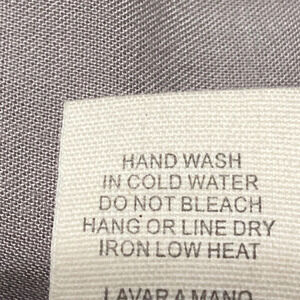 HAND WASH
IN COLD WATER
DO NOT BLEACH
HANG OR LINE DRY
IRON LOW HEAT
LAVAR A MANO